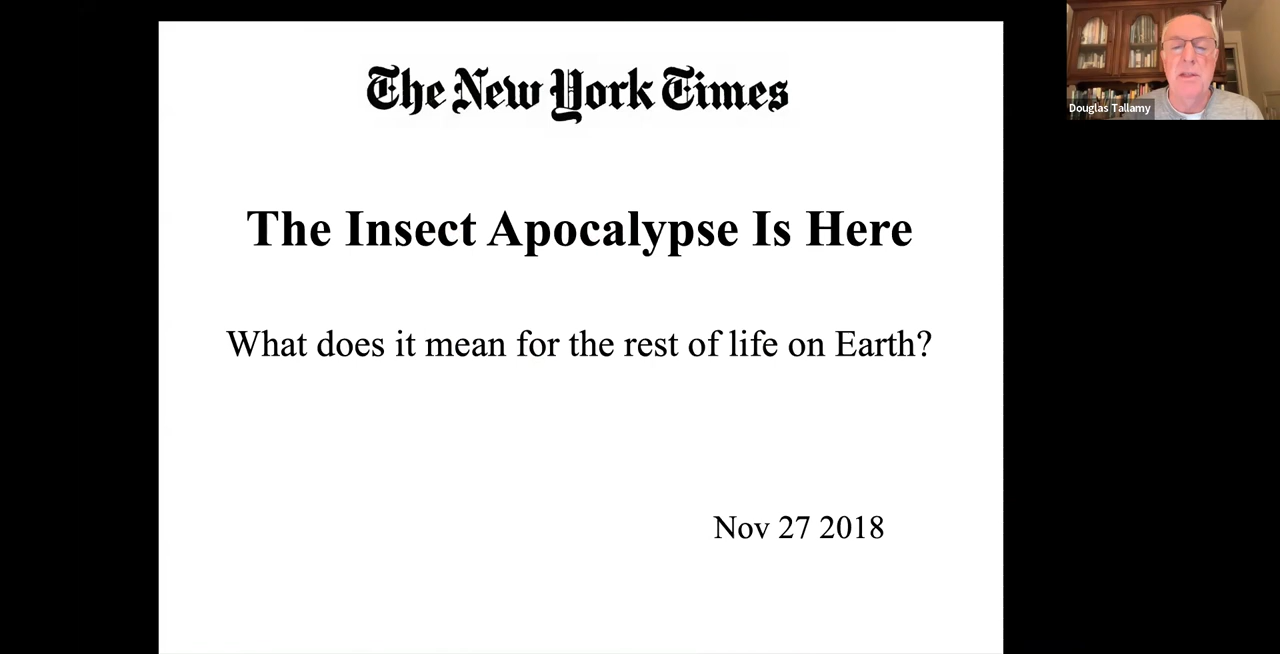 The New York Times
The Insect Apocalypse Is Here
What does it mean for the rest of life on Earth?
Nov 27 2018
Douglas Tallamy